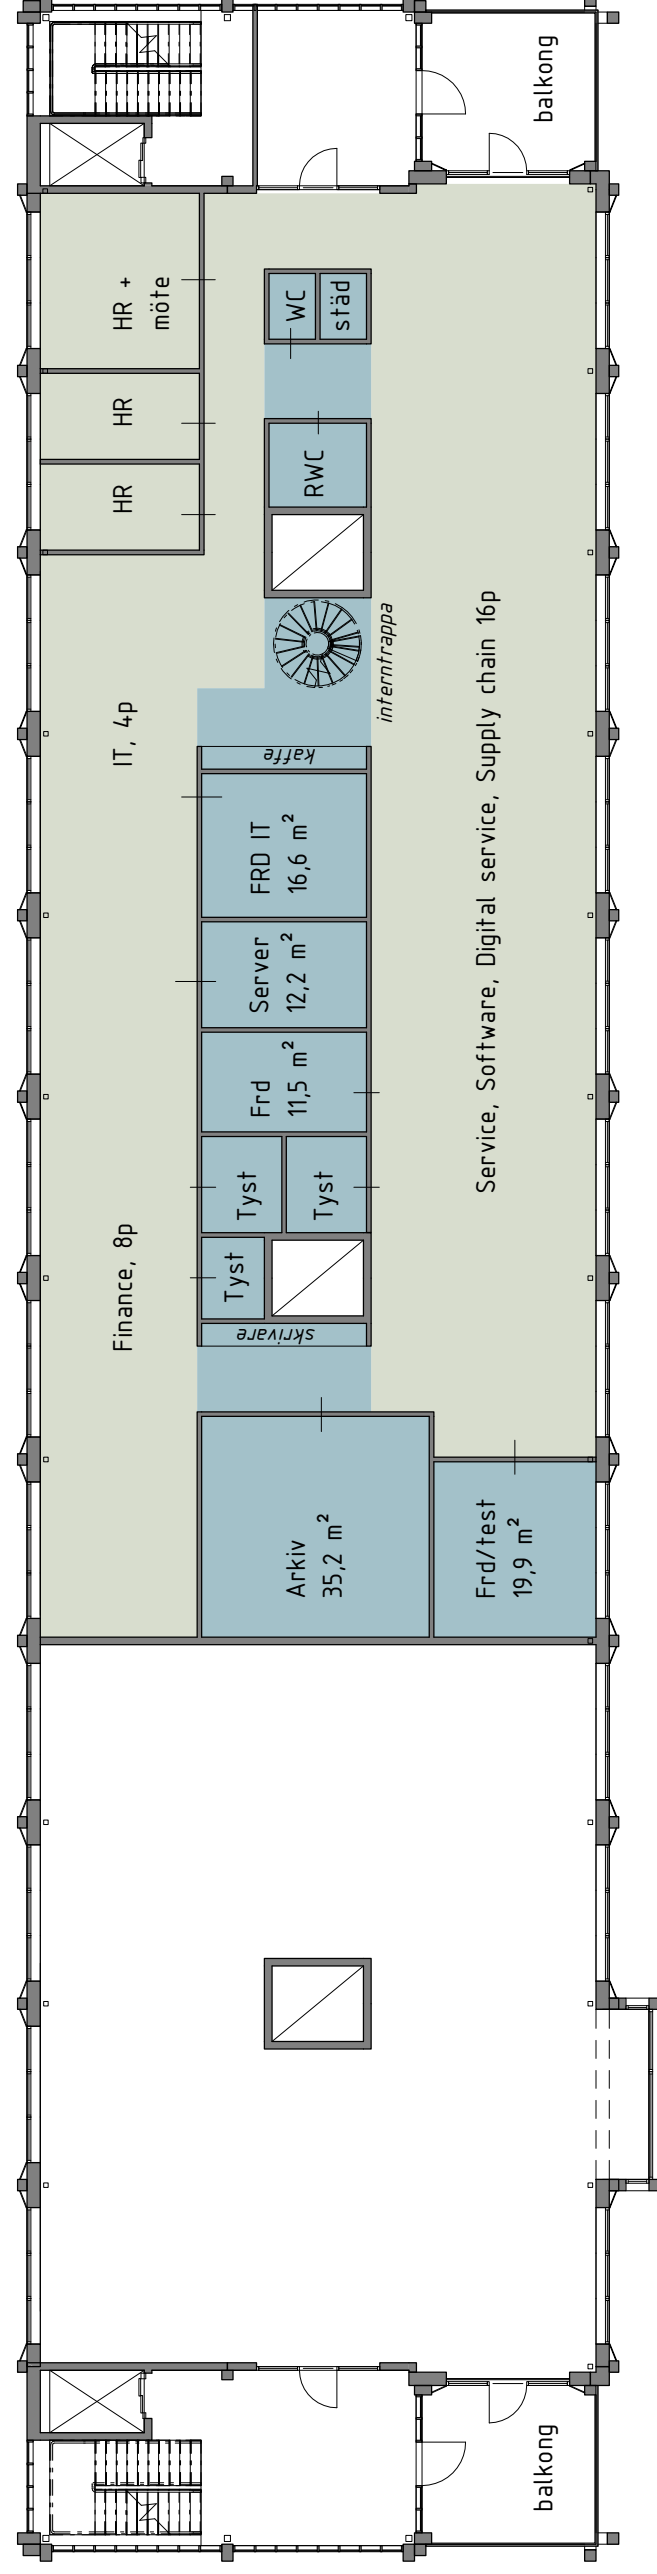 balkong
HR +
möte
WC
städ
HR
RWC
HR
interntrappa
IT, 4p
kaffe
Service, Software, Digital service, Supply chain 16p
FRD IT
16,6 m²
Server
12,2 m²
Frd
11,5 m²
Tyst
Tyst
Tyst
Finance, 8p
skrivare
Arkiv
35,2 m²
Frd/test
19,9 m²
balkong